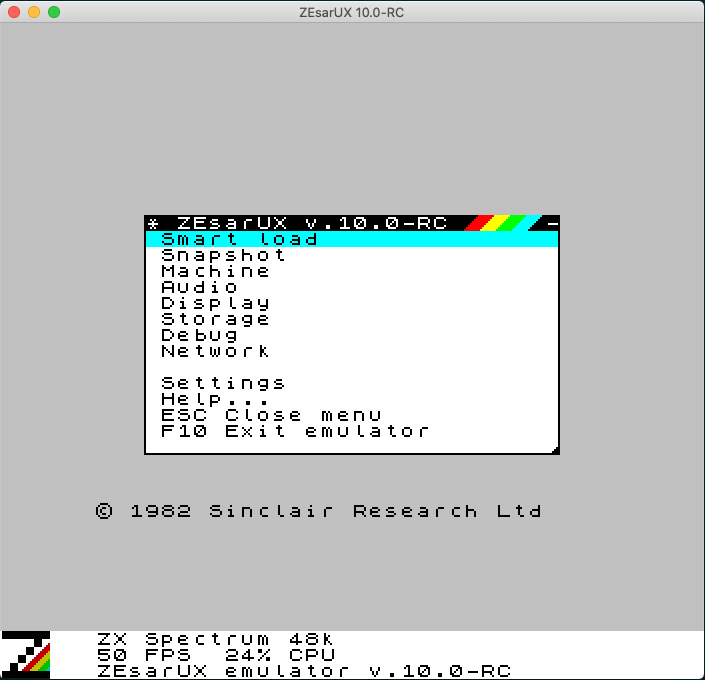 ZEsarUX 10.0-RC
* ZEsarUX v.10.0-RC -
Smart load
Snapshot
Machine
Audio
Display
Storage
Debug
Network
Settings
Help...
ESC Close menu
F10 Exit emulator
© 1982 Sinclair Research Ltd
ZX Spectrum 48k
50 FPS 24% CPU
ZEsarUX emulator v.10.0-RC